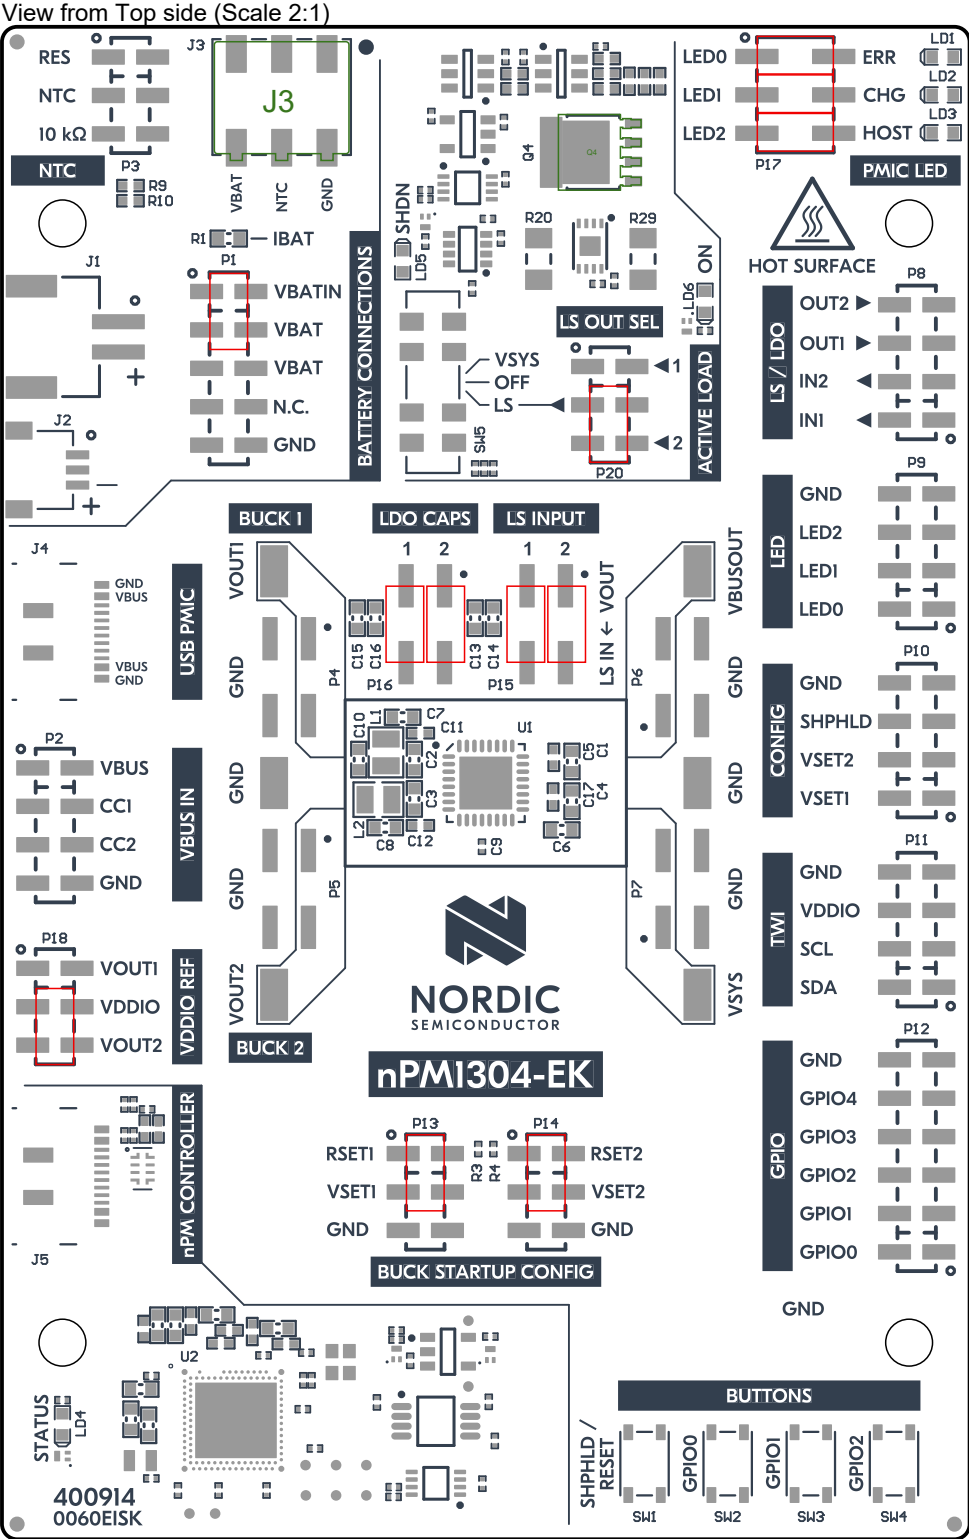 View from Top side (Scale 2:1)
RES
NTC
10 kΩ
P3
NTC
R9
R10
J3
J3
VBAT
NTC
GND
R1
IBAT
P1
VBATIN
VBAT
VBAT
N.C.
GND
J1
+
J2
+
BATTERY CONNECTIONS
Q4
Q4
SHDN
LD5
R20
R29
ON
LD6
LS OUT SEL
VSYS
OFF
LS
1
2
SW5
P20
ACTIVE LOAD
LED0
LED1
LED2
ERR
CHG
HOST
P17
LD1
LD2
LD3
PMIC LED
HOT SURFACE
P8
OUT2
OUT1
IN2
IN1
LS / LDO
P9
GND
LED2
LED1
LED0
LED
P10
GND
SHPHLD
VSET2
VSET1
CONFIG
P11
GND
VDDIO
SCL
SDA
TWI
P12
GND
GPIO4
GPIO3
GPIO2
GPIO1
GPIO0
GPIO
GND
BUCK 1
LDO CAPS
LS INPUT
1 2
1 2
VOUT1
C15
C16
P16
C13
C14
P15
LS IN ← VOUT
VBUSOUT
J4
GND
VBUS
VBUS
GND
USB PMIC
GND
P4
P6
GND
P2
VBUS
CC1
CC2
GND
VBUS IN
GND
GND
C10
L1
C7
C11
C2
C3
L2
C8
C12
U1
C9
C5
C1
C17
C4
C6
GND
P5
P7
GND
VOUT2
VSYS
P18
VOUT1
VDDIO
VOUT2
VDDIO REF
BUCK 2
NORDIC
SEMICONDUCTOR
nPM1304-EK
J5
nPM CONTROLLER
P13
RSET1
VSET1
GND
R3
R4
P14
RSET2
VSET2
GND
BUCK STARTUP CONFIG
U2
STATUS
LD4
400914
0060EISK
BUTTONS
SHPHLD /
RESET
GPIO0
GPIO1
GPIO2
SW1
SW2
SW3
SW4